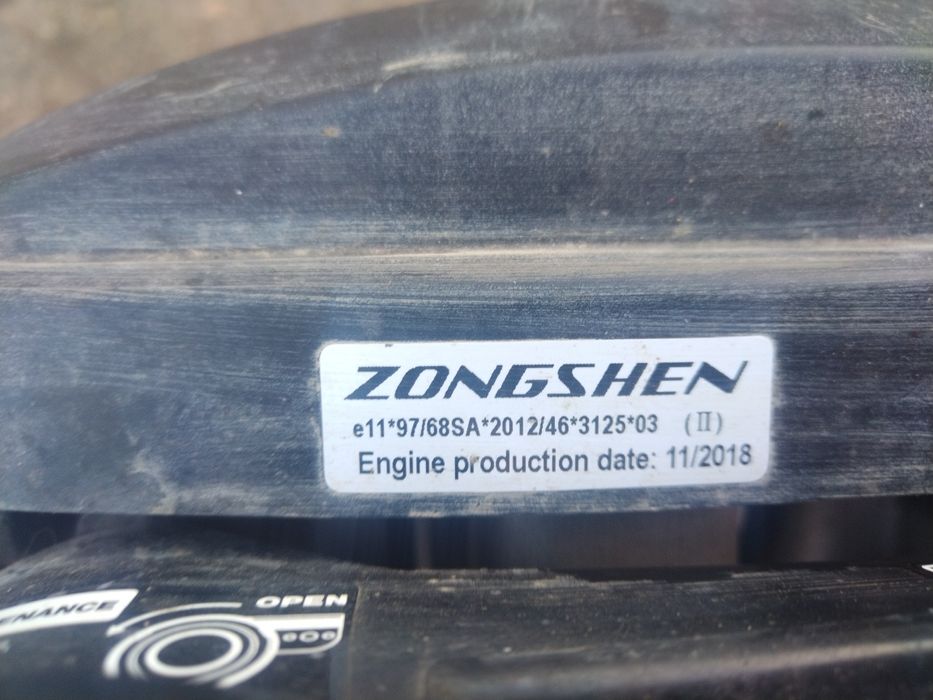 ZONGSHEN
e11*97/68SA*2012/46*3125*03 (Ⅱ)
Engine production date: 11/2018
OPEN